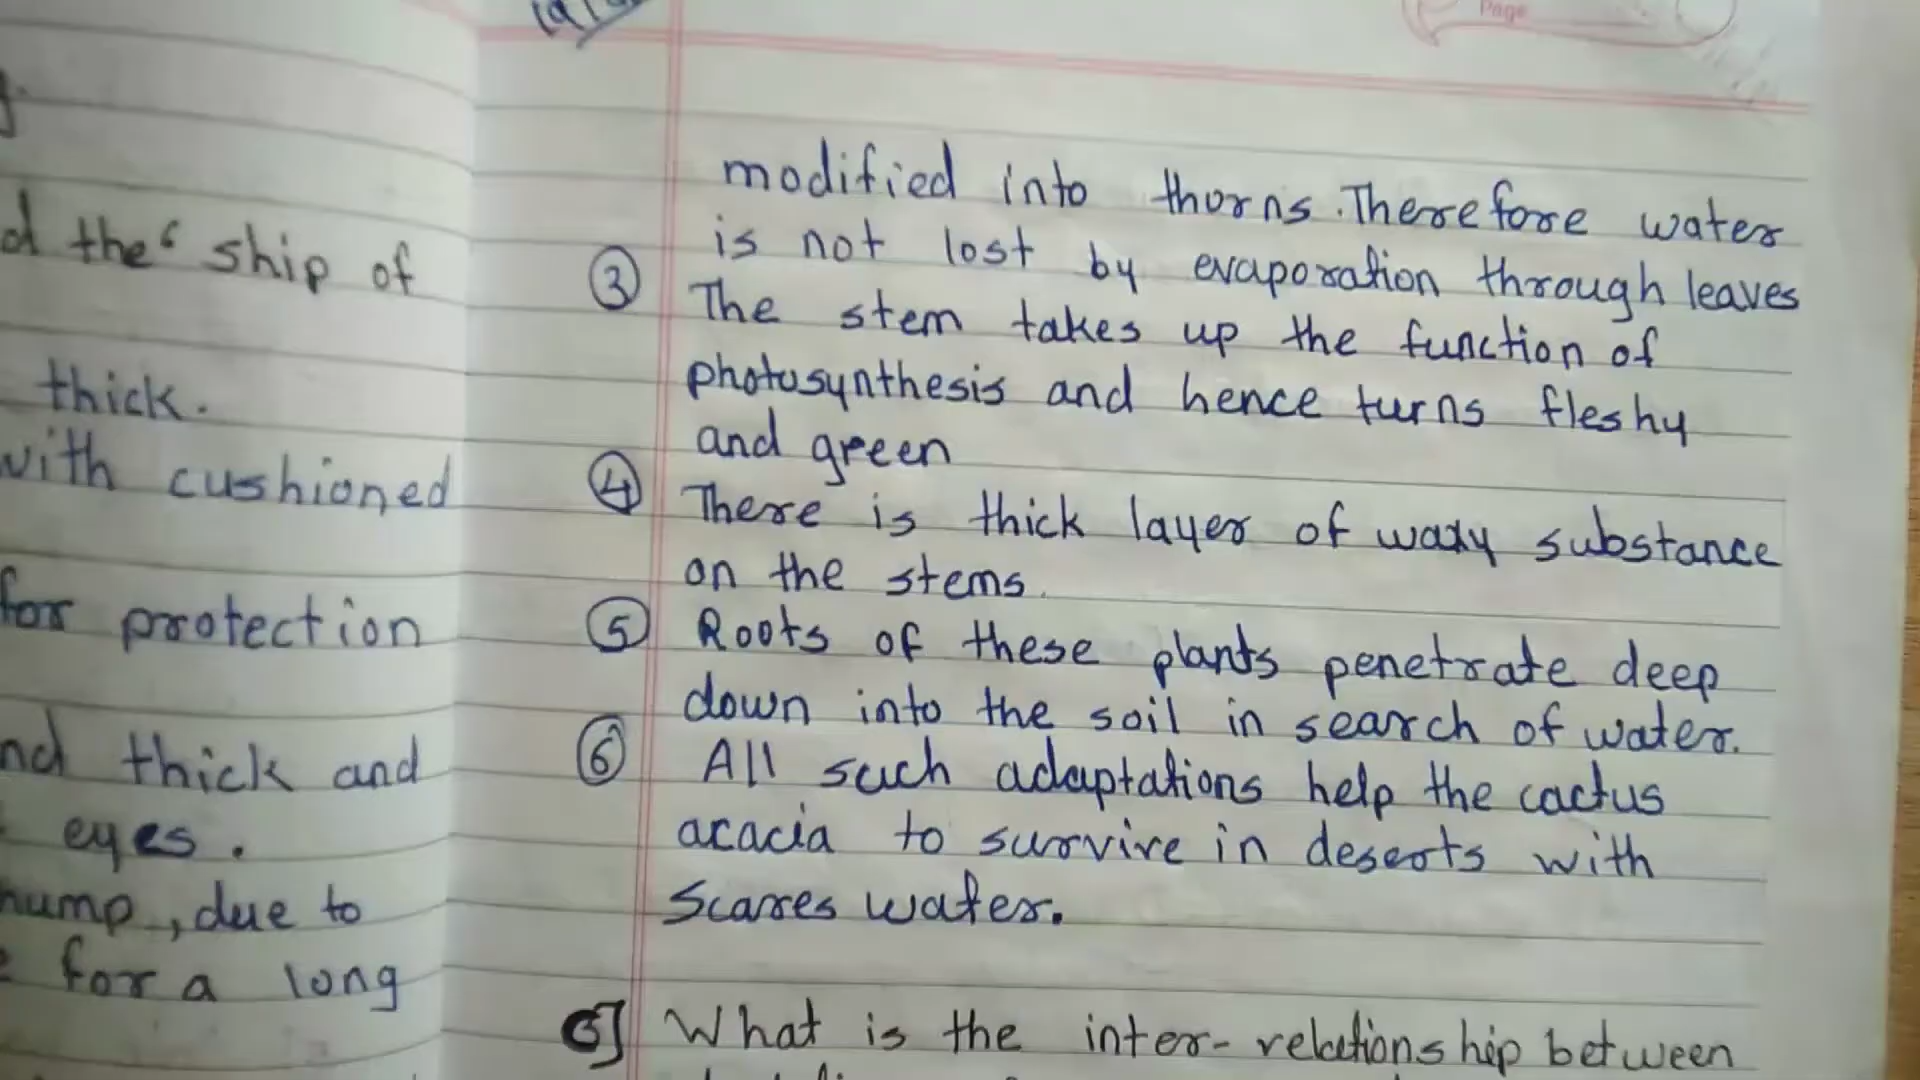 Page
d the ‘ ship of
thick.
with cushioned
for protection
nd thick and
eyes.
hump, due to
for a long
modified into thorns. Therefore water
is not lost by evaporation through leaves
③ The stem takes up the function of
photosynthesis and hence turns fleshy
and green
④ There is thick layer of waxy substance
on the stems.
⑤ Roots of these plants penetrate deep
down into the soil in search of water.
⑥ All such adaptations help the cactus
acacia to survive in deserts with
Scares water.
6] What is the inter-relationship between